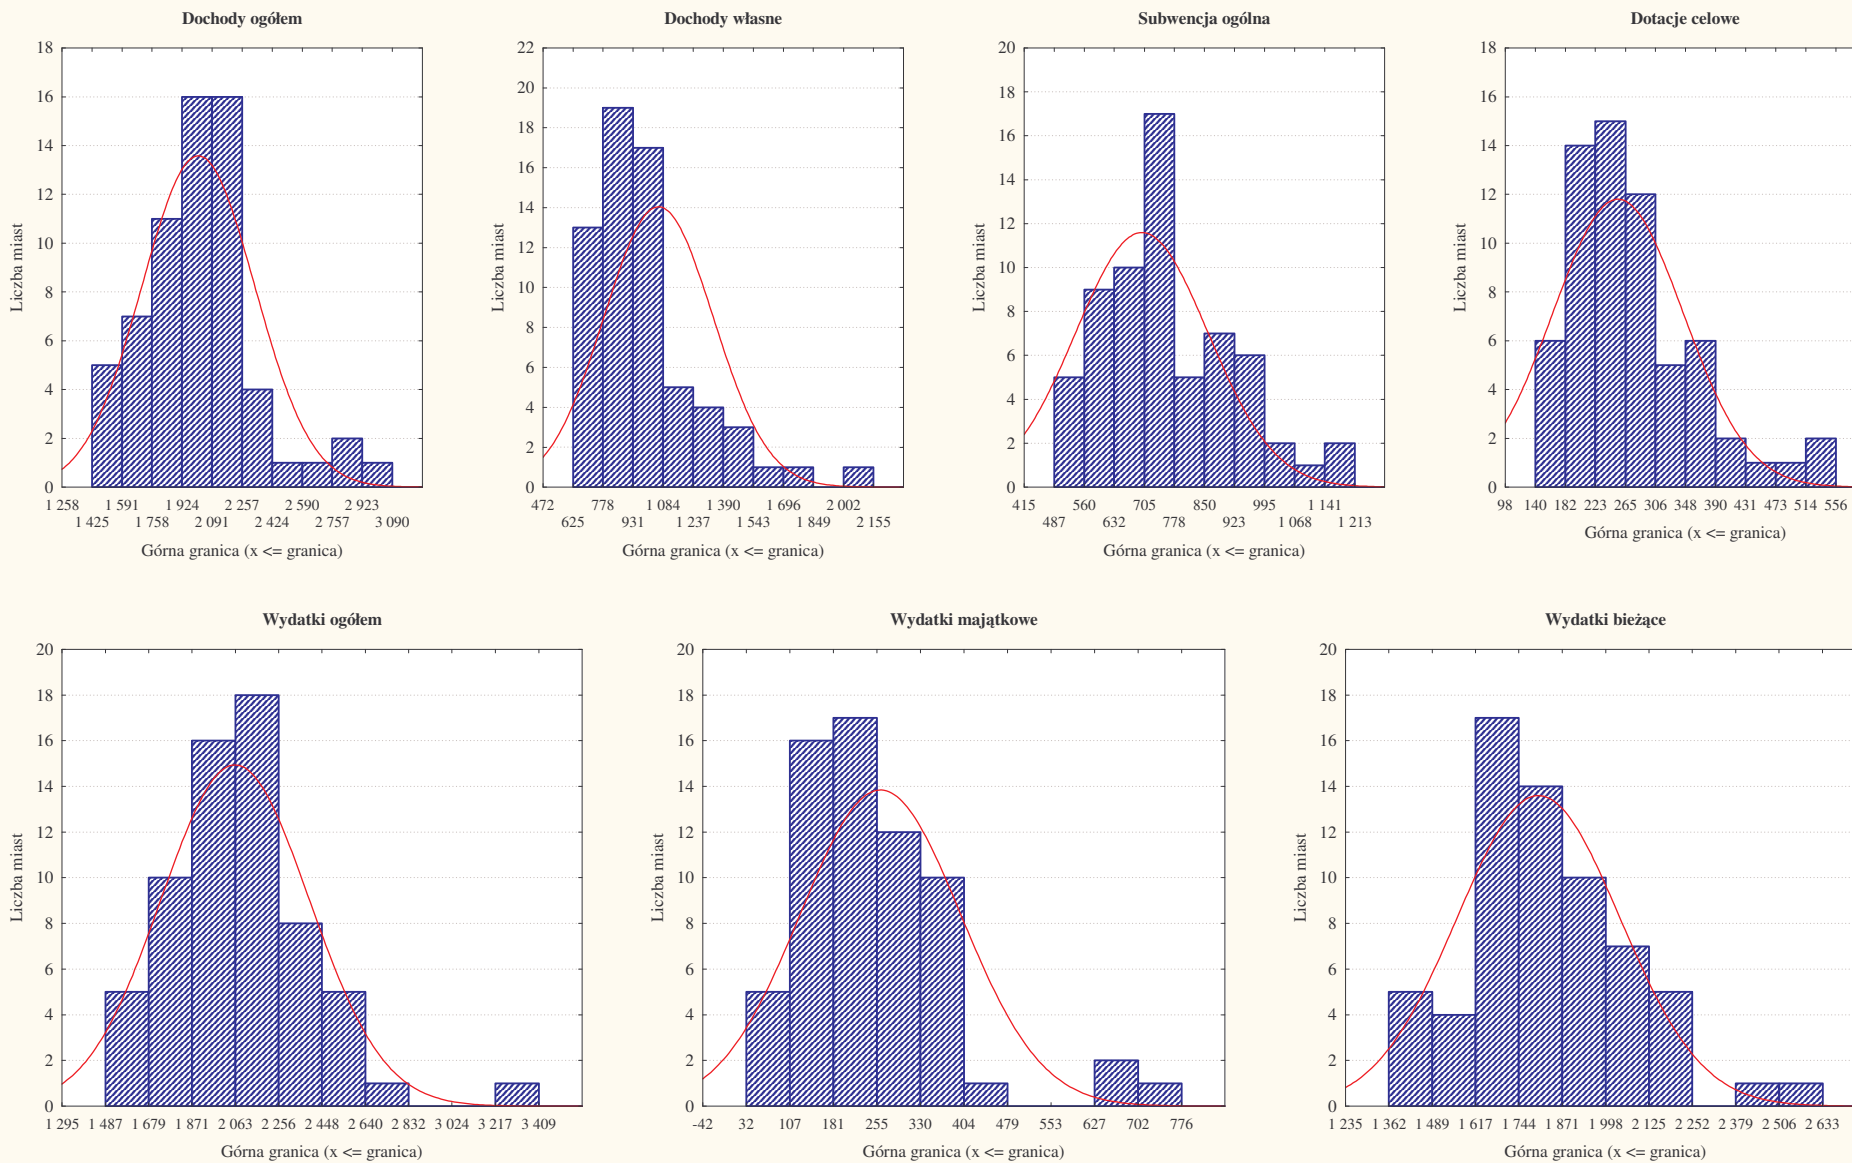 Dochody ogółem
18
16
14
12
10
8
6
4
2
0
Liczba miast
1 258 1 591 1 924 2 257 2 590 2 923
1 425 1 758 2 091 2 424 2 757 3 090
Górna granica (x <= granica)
Dochody własne
22
20
18
16
14
12
10
8
6
4
2
0
Liczba miast
472 778 1 084 1 390 1 696 2 002
625 931 1 237 1 543 1 849 2 155
Górna granica (x <= granica)
Subwencja ogólna
20
18
16
14
12
10
8
6
4
2
0
Liczba miast
415 560 705 850 995 1 141
487 632 778 923 1 068 1 213
Górna granica (x <= granica)
Dotacje celowe
18
16
14
12
10
8
6
4
2
0
Liczba miast
98 140 182 223 265 306 348 390 431 473 514 556
Górna granica (x <= granica)
Wydatki ogółem
20
18
16
14
12
10
8
6
4
2
0
Liczba miast
1 295 1 487 1 679 1 871 2 063 2 256 2 448 2 640 2 832 3 024 3 217 3 409
Górna granica (x <= granica)
Wydatki majątkowe
20
18
16
14
12
10
8
6
4
2
0
Liczba miast
-42 32 107 181 255 330 404 479 553 627 702 776
Górna granica (x <= granica)
Wydatki bieżące
20
18
16
14
12
10
8
6
4
2
0
Liczba miast
1 235 1 362 1 489 1 617 1 744 1 871 1 998 2 125 2 252 2 379 2 506 2 633
Górna granica (x <= granica)